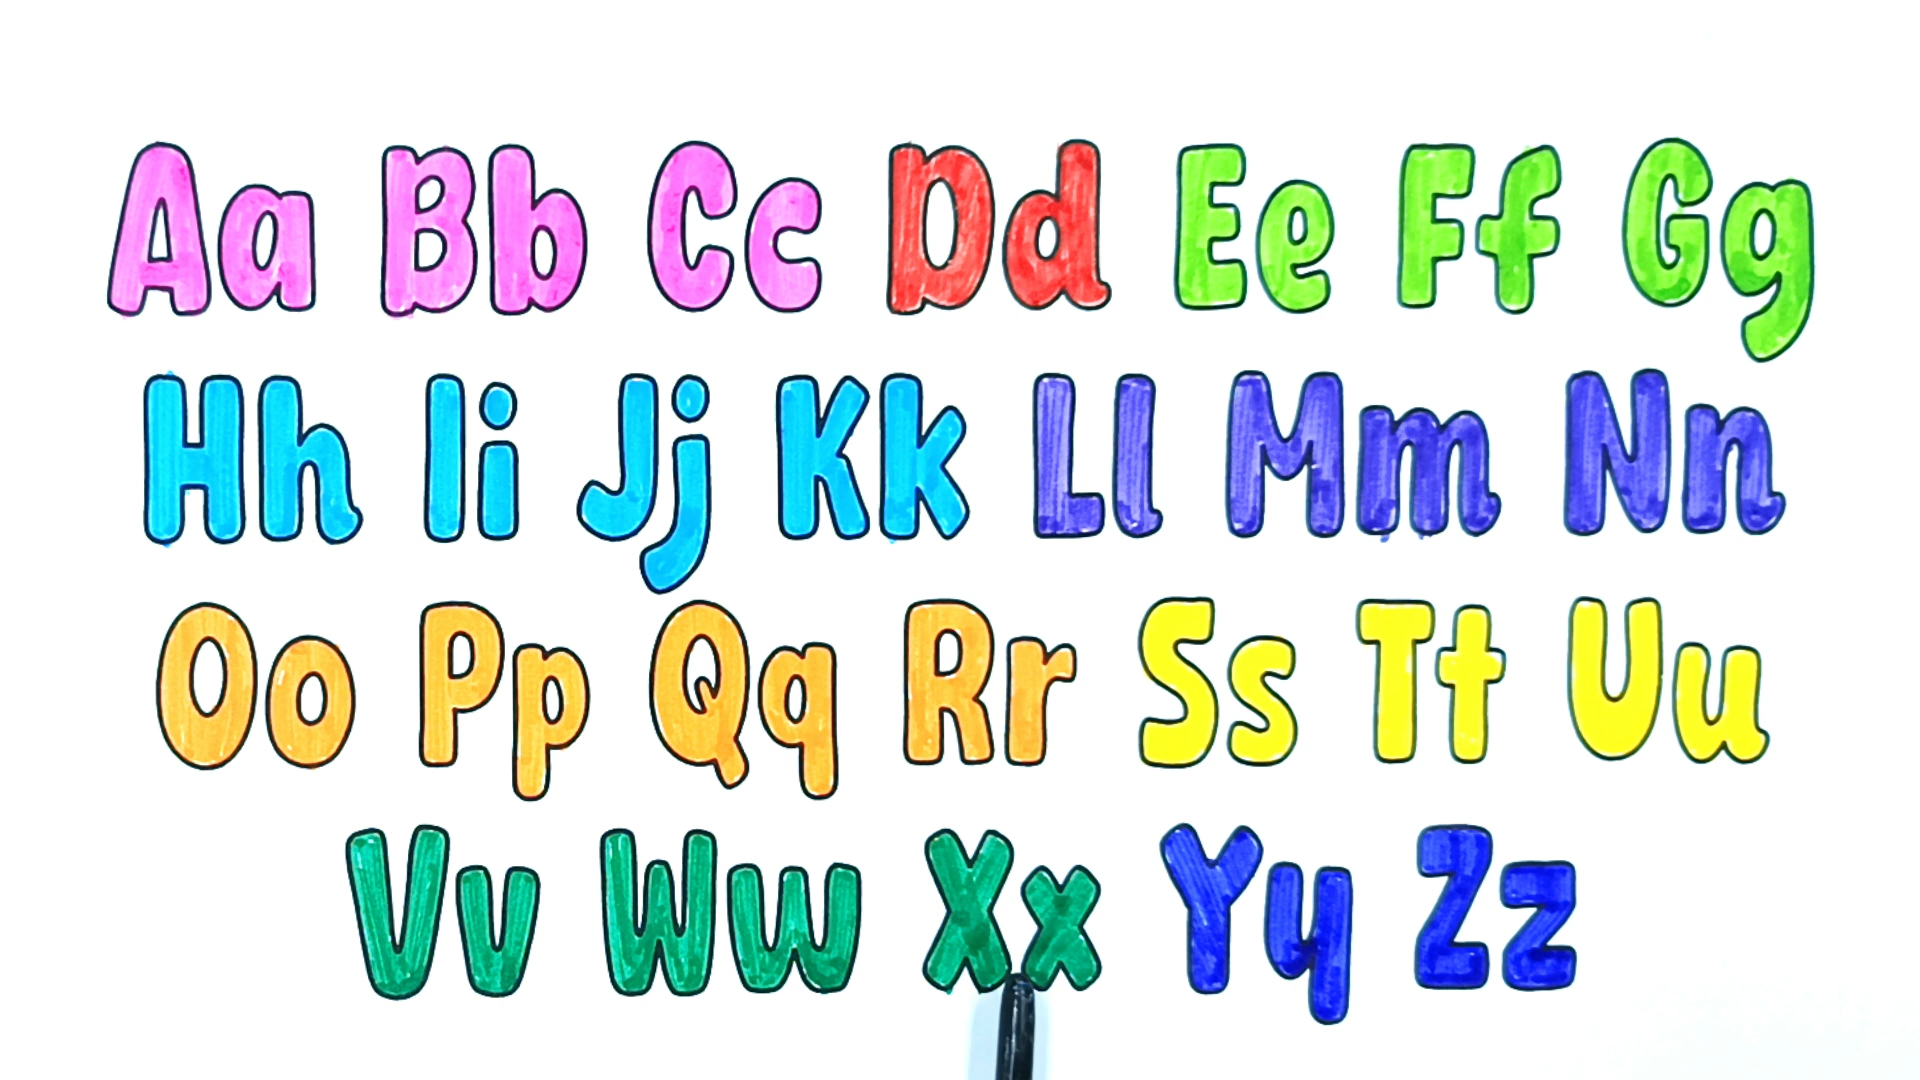 Aa Bb Cc Dd Ee Ff Gg
Hh Ii Jj Kk Ll Mm Nn
Oo Pp Qq Rr Ss Tt Uu
Vv Ww Xx Yy Zz